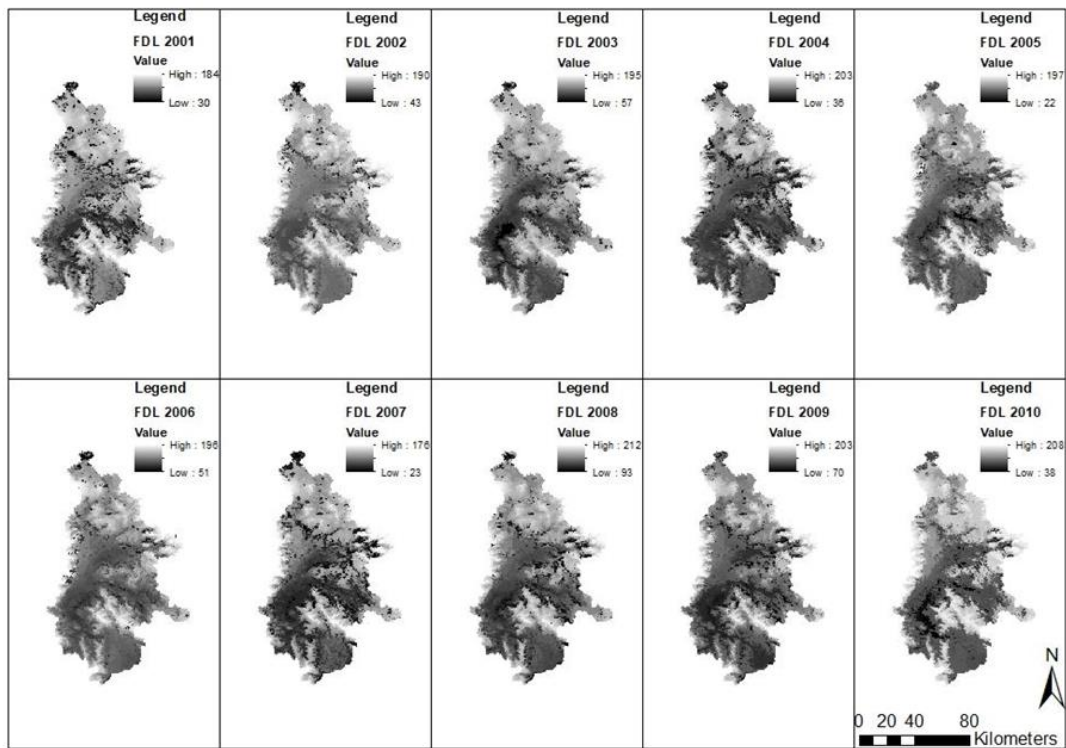 Legend
FDL 2001
Value
High : 184
Low : 30
Legend
FDL 2002
Value
High : 190
Low : 43
Legend
FDL 2003
Value
High : 195
Low : 57
Legend
FDL 2004
Value
High : 203
Low : 36
Legend
FDL 2005
Value
High : 197
Low : 22
Legend
FDL 2006
Value
High : 196
Low : 51
Legend
FDL 2007
Value
High : 176
Low : 23
Legend
FDL 2008
Value
High : 212
Low : 93
Legend
FDL 2009
Value
High : 203
Low : 70
Legend
FDL 2010
Value
High : 208
Low : 38
N
0 20 40 80
Kilometers